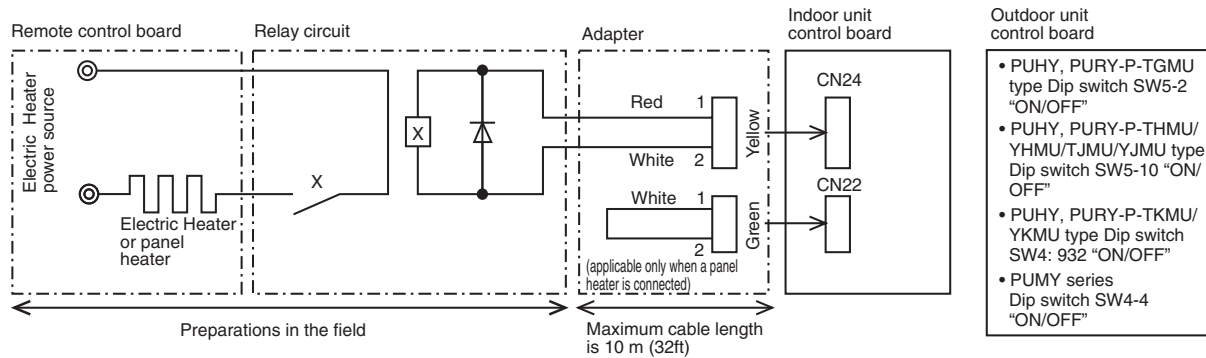 Remote control board
Relay circuit
Adapter
Indoor unit
control board
Outdoor unit
control board
Electric Heater
power source
Electric Heater
or panel
heater
X
X
Red
1
White
2
Yellow
White
1
2
Green
(applicable only when a panel
heater is connected)
CN24
CN22
• PUHY, PURY-P-TGMU
type Dip switch SW5-2
“ON/OFF”
• PUHY, PURY-P-THMU/
YHMU/TJMU/YJMU type
Dip switch SW5-10 “ON/
OFF”
• PUHY, PURY-P-TKMU/
YKMU type Dip switch
SW4: 932 “ON/OFF”
• PUMY series
Dip switch SW4-4
“ON/OFF”
Preparations in the field
Maximum cable length
is 10 m (32ft)